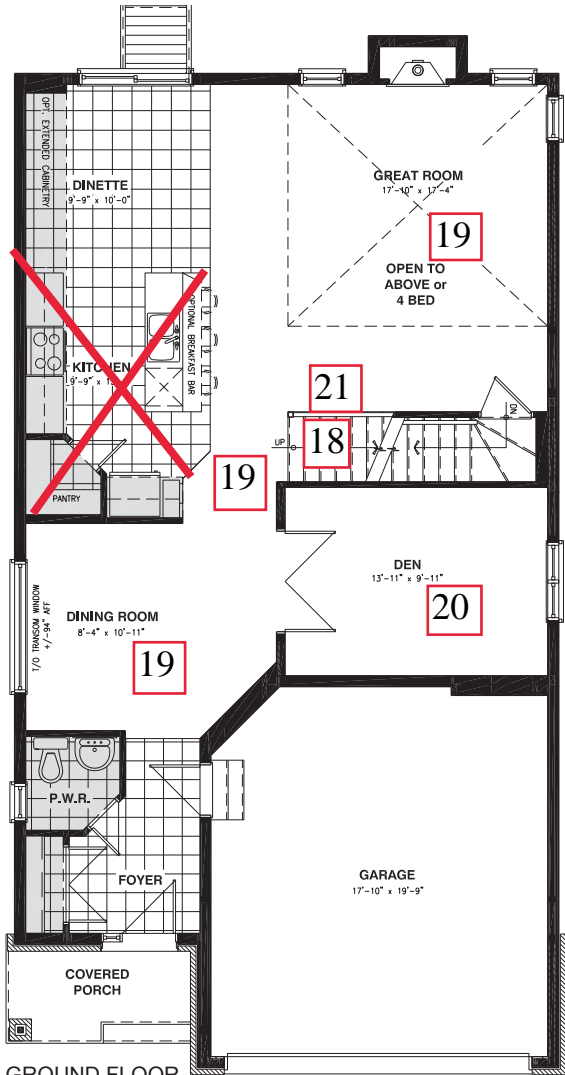 OPT. EXTENDED CABINETRY
DINETTE
9'-9" x 10'-0"
GREAT ROOM
17'-10" x 17'-4"
19
OPEN TO
ABOVE or
4 BED
KITCHEN
9'-9" x
OPTIONAL BREAKFAST BAR
21
DN
UP
18
19
PANTRY
DEN
13'-11" x 9'-11"
20
T/O TRANSOM WINDOW
+/-94" AFF
DINING ROOM
8'-4" x 10'-11"
19
P.W.R.
FOYER
GARAGE
17'-10" x 19'-9"
COVERED
PORCH
GROUND FLOOR